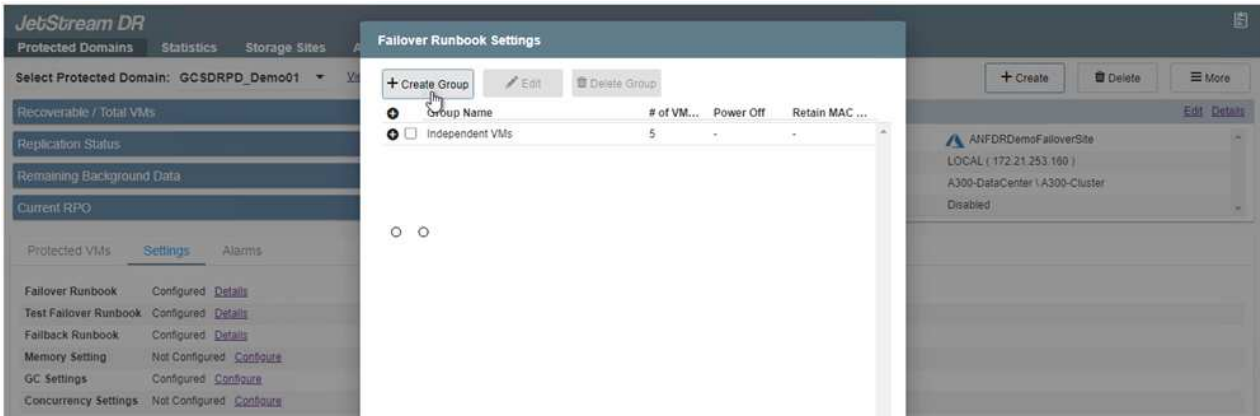 JetStream DR
Protected Domains Statistics Storage Sites A
Select Protected Domain: GCSDRPD_Demo01
+ Create Delete More
Recoverable / Total VMs
Edit Details
Replication Status
Remaining Background Data
Current RPO
ANFDRDemoFailoverSite
LOCAL ( 172.21.253.160 )
A300-DataCenter \ A300-Cluster
Disabled
Protected VMs Settings Alarms
Failover Runbook Configured Details
Test Failover Runbook Configured Details
Failback Runbook Configured Details
Memory Setting Not Configured Configure
GC Settings Configured Configure
Concurrency Settings Not Configured Configure
Failover Runbook Settings
+ Create Group Edit Delete Group
Group Name # of VM... Power Off Retain MAC ...
Independent VMs 5 - -